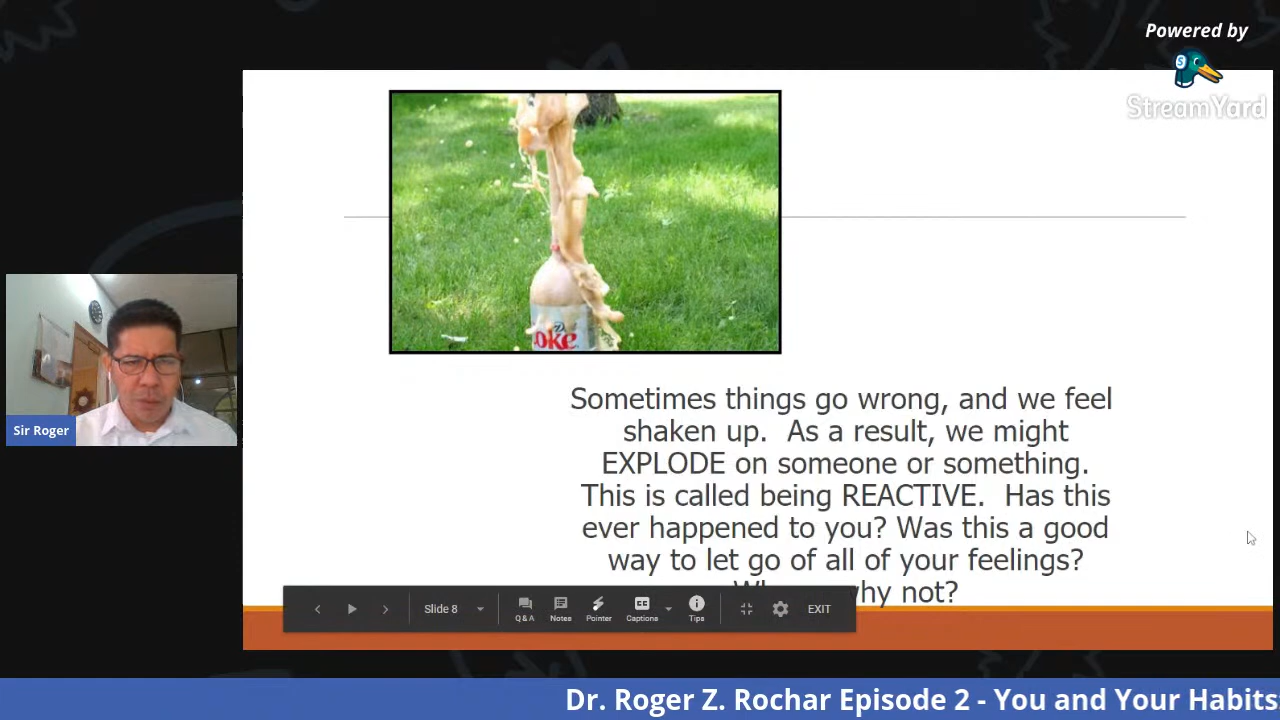 Powered by
StreamYard
oke
Sometimes things go wrong, and we feel
shaken up.  As a result, we might
EXPLODE on someone or something.
This is called being REACTIVE.  Has this
ever happened to you? Was this a good
way to let go of all of your feelings?
not?
Sir Roger
Slide 8
Q & A
Notes
Pointer
Captions
Tips
EXIT
Dr. Roger Z. Rochar Episode 2 - You and Your Habits